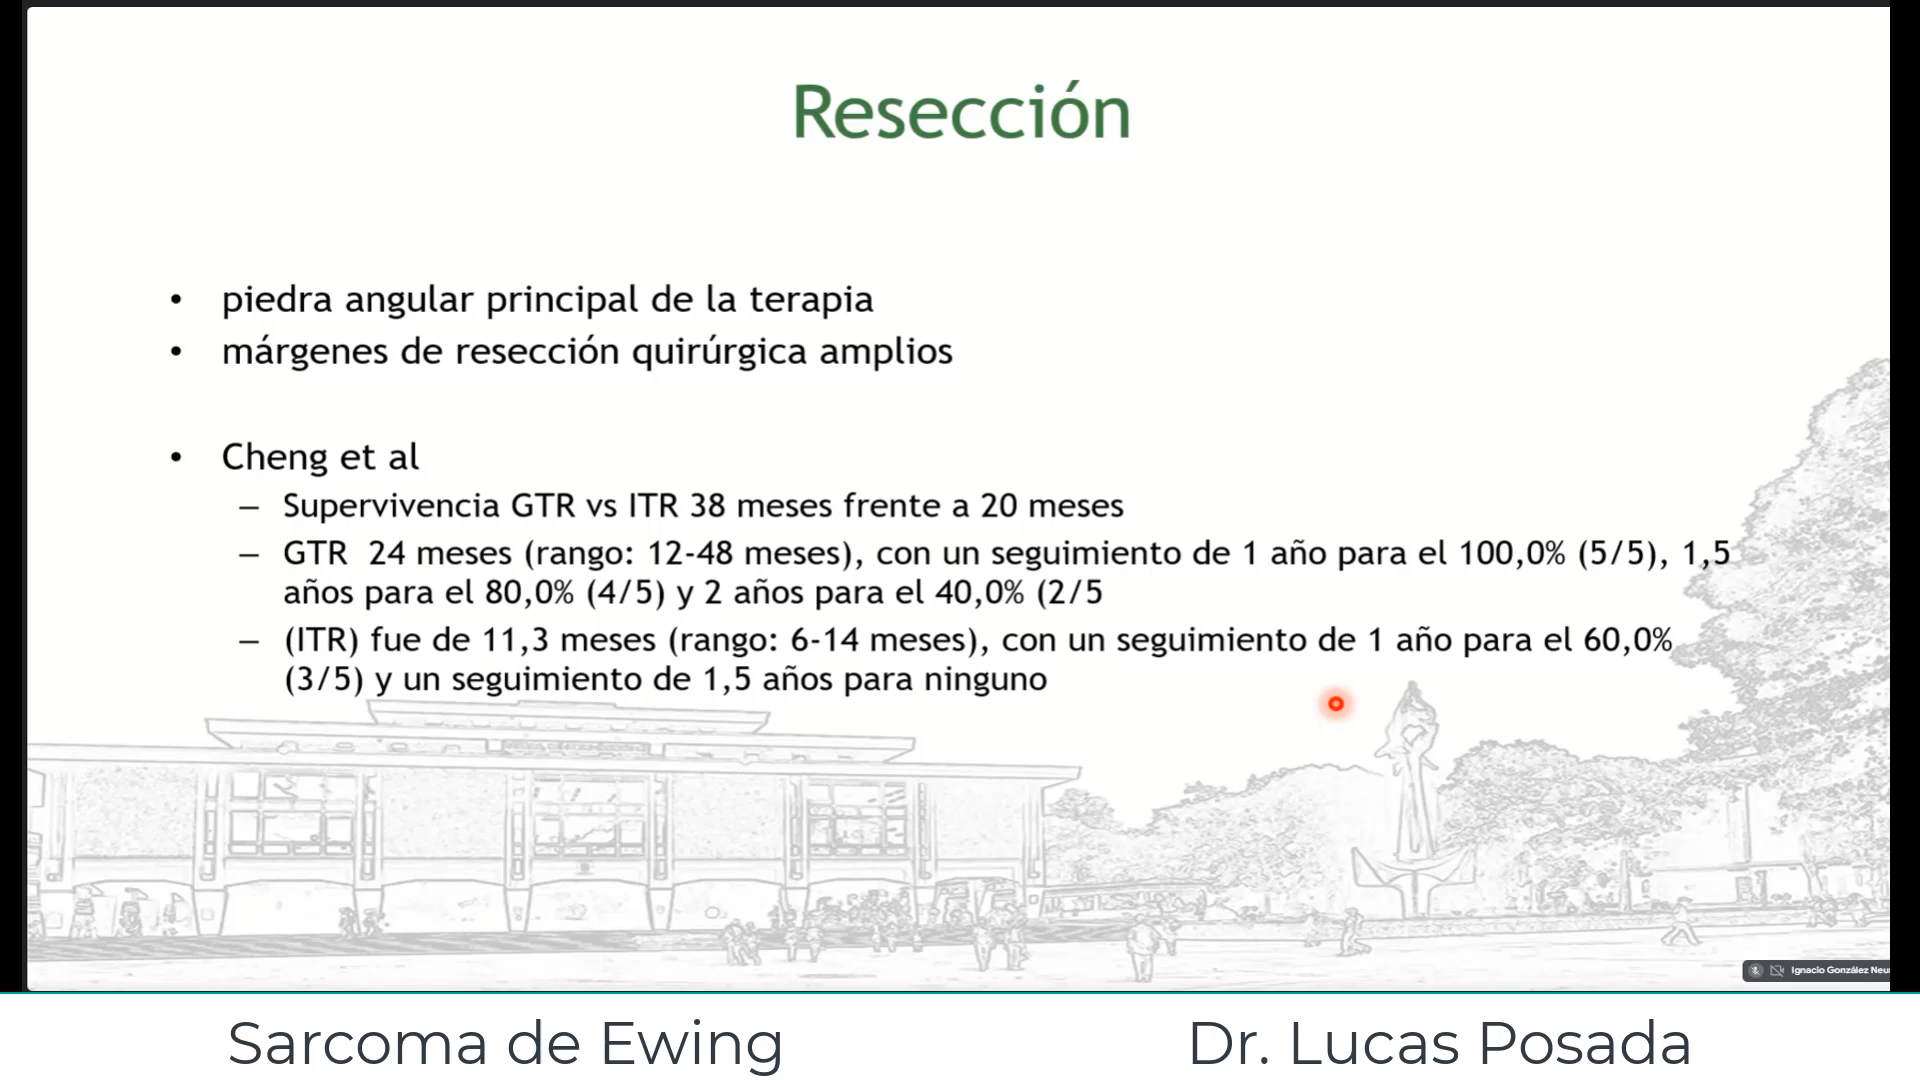 Resección
• piedra angular principal de la terapia
• márgenes de resección quirúrgica amplios
• Cheng et al
– Supervivencia GTR vs ITR 38 meses frente a 20 meses
– GTR  24 meses (rango: 12-48 meses), con un seguimiento de 1 año para el 100,0% (5/5), 1,5
años para el 80,0% (4/5) y 2 años para el 40,0% (2/5
– (ITR) fue de 11,3 meses (rango: 6-14 meses), con un seguimiento de 1 año para el 60,0%
(3/5) y un seguimiento de 1,5 años para ninguno
Ignacio González Neu
Sarcoma de Ewing
Dr. Lucas Posada